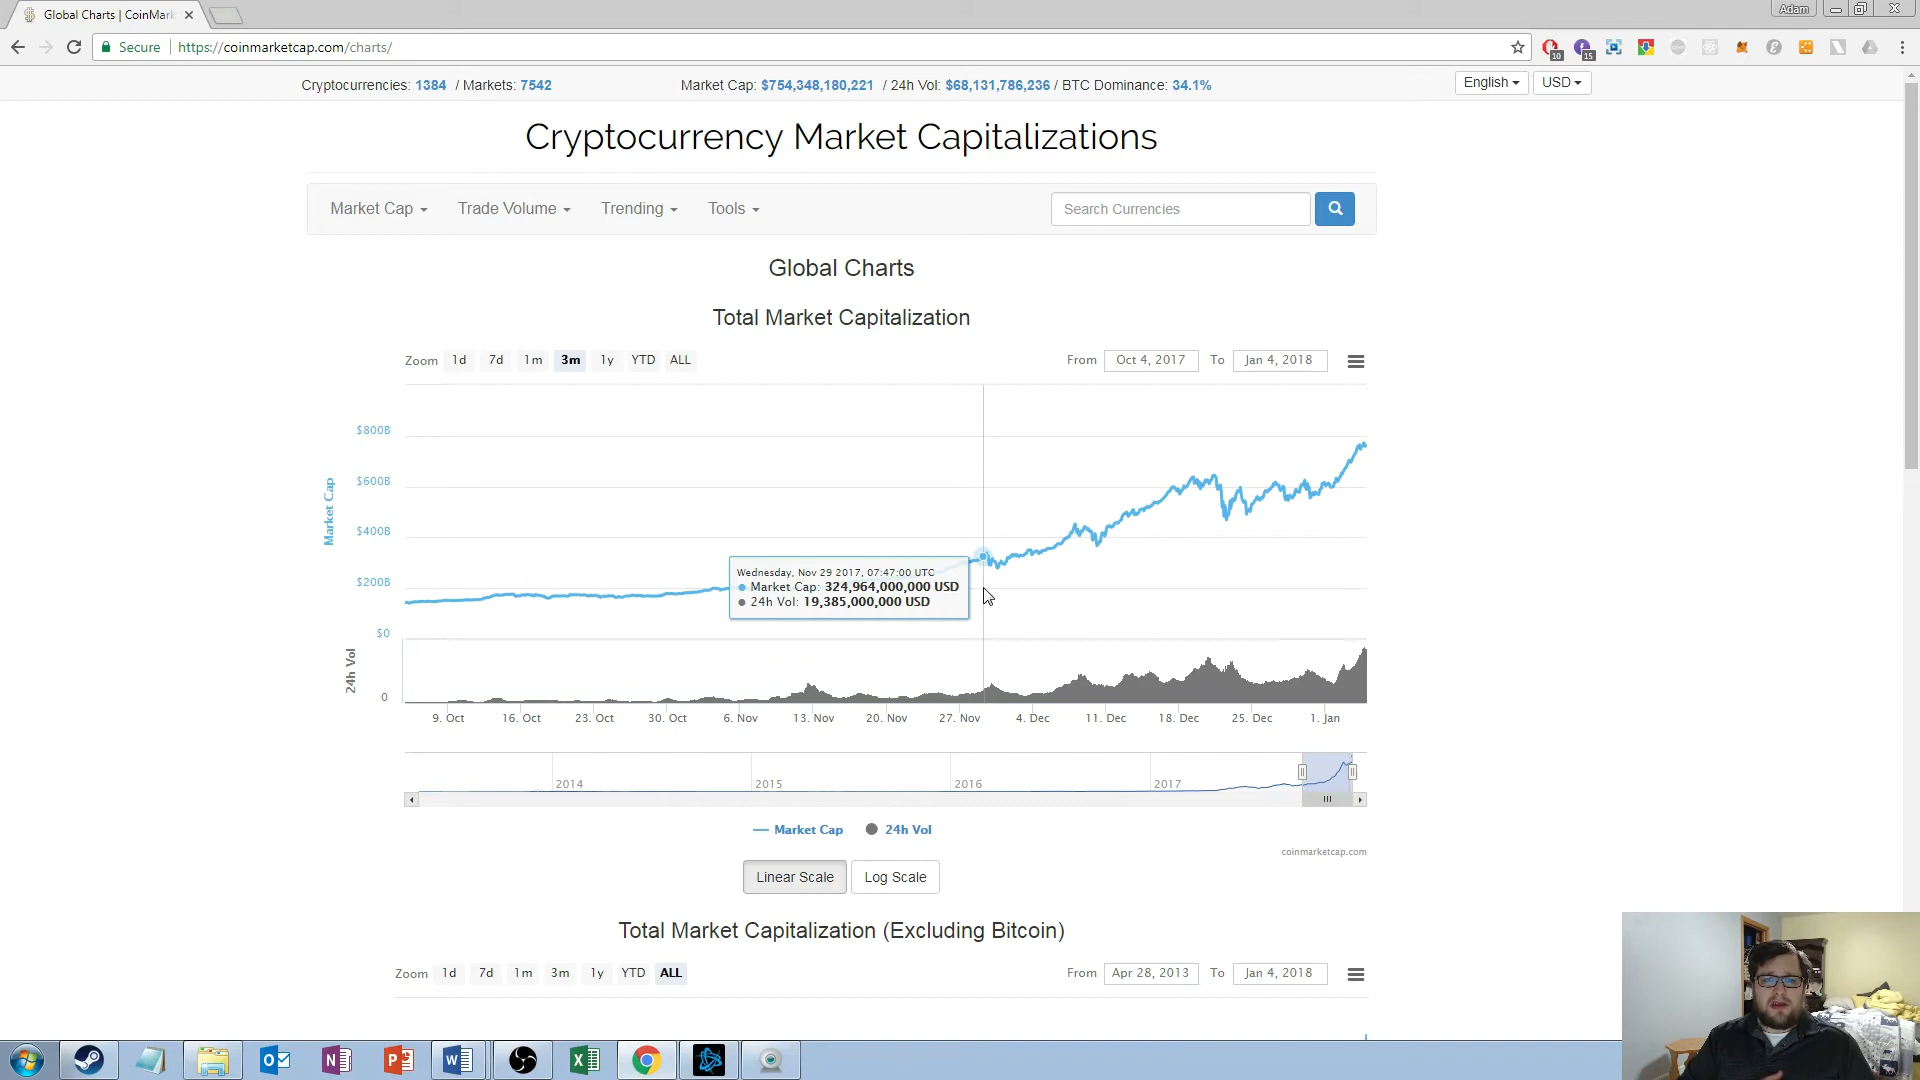 Global Charts | CoinMark
Adam
Secure
https://coinmarketcap.com/charts/
10
15
Cryptocurrencies: 1384 / Markets: 7542
Market Cap: $754,348,180,221 / 24h Vol: $68,131,786,236 / BTC Dominance: 34.1%
English
USD
Cryptocurrency Market Capitalizations
Market Cap
Trade Volume
Trending
Tools
Search Currencies
Global Charts
Total Market Capitalization
Zoom 1d 7d 1m 3m 1y YTD ALL
From Oct 4, 2017 To Jan 4, 2018
$800B
$600B
$400B
$200B
$0
Market Cap
Wednesday, Nov 29 2017, 07:47:00 UTC
Market Cap: 324,964,000,000 USD
24h Vol: 19,385,000,000 USD
24h Vol
0
9. Oct 16. Oct 23. Oct 30. Oct 6. Nov 13. Nov 20. Nov 27. Nov 4. Dec 11. Dec 18. Dec 25. Dec 1. Jan
2014 2015 2016 2017
Market Cap 24h Vol
coinmarketcap.com
Linear Scale
Log Scale
Total Market Capitalization (Excluding Bitcoin)
Zoom 1d 7d 1m 3m 1y YTD ALL
From Apr 28, 2013 To Jan 4, 2018